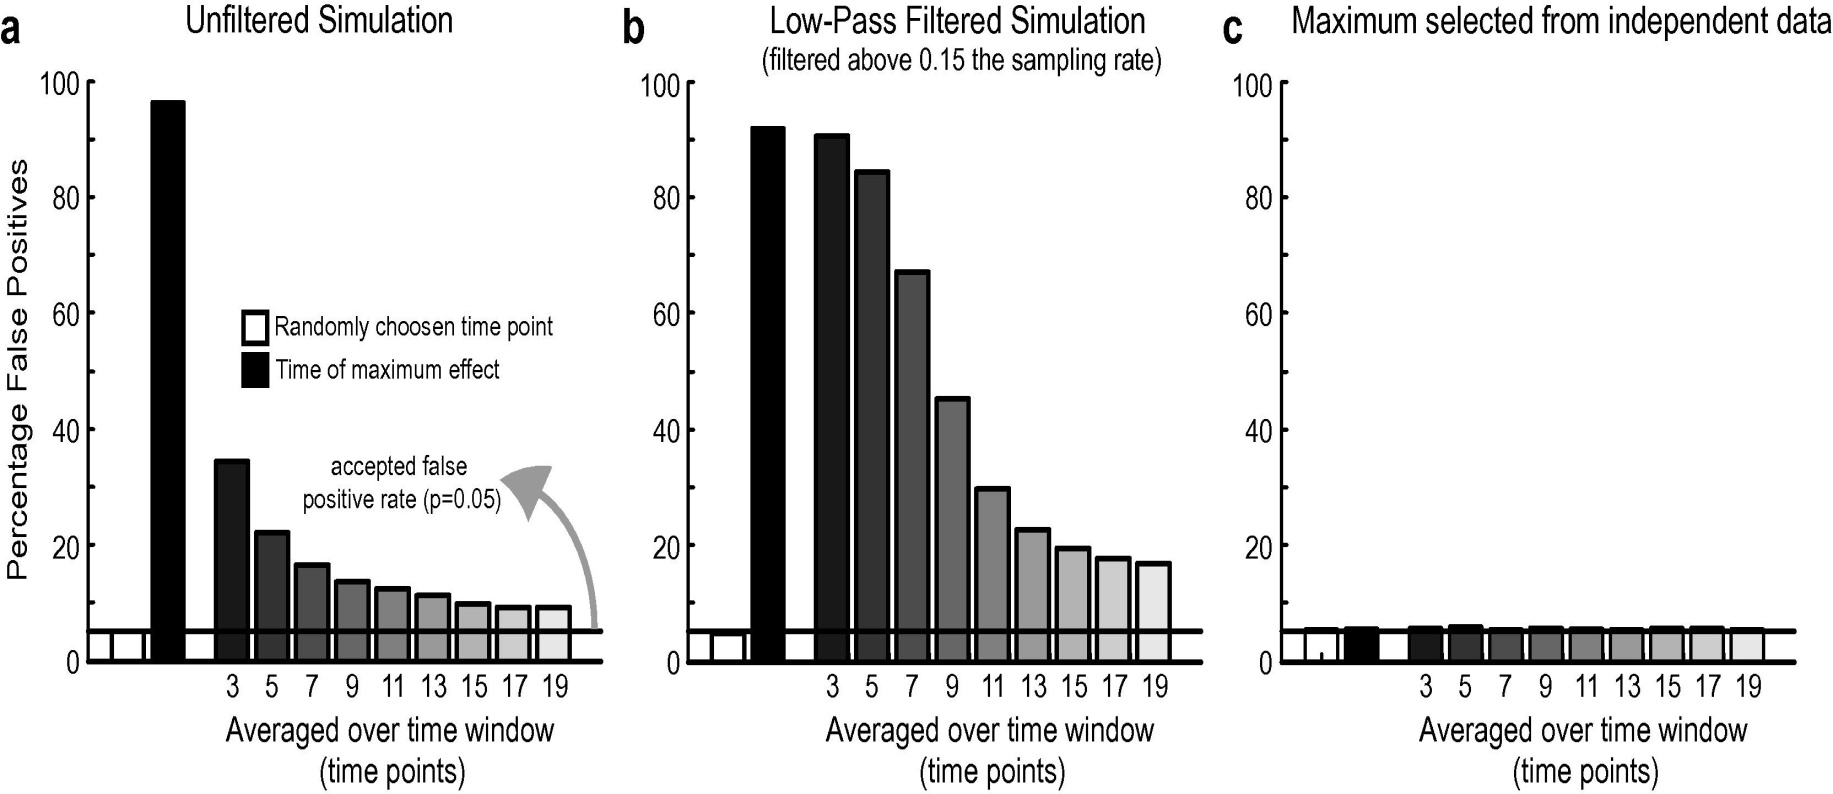 a
Unfiltered Simulation
Percentage False Positives
100
80
60
40
20
0
Randomly choosen time point
Time of maximum effect
accepted false
positive rate (p=0.05)
3 5 7 9 11 13 15 17 19
Averaged over time window
(time points)
b
Low-Pass Filtered Simulation
(filtered above 0.15 the sampling rate)
100
80
60
40
20
0
3 5 7 9 11 13 15 17 19
Averaged over time window
(time points)
c
Maximum selected from independent data
100
80
60
40
20
0
3 5 7 9 11 13 15 17 19
Averaged over time window
(time points)